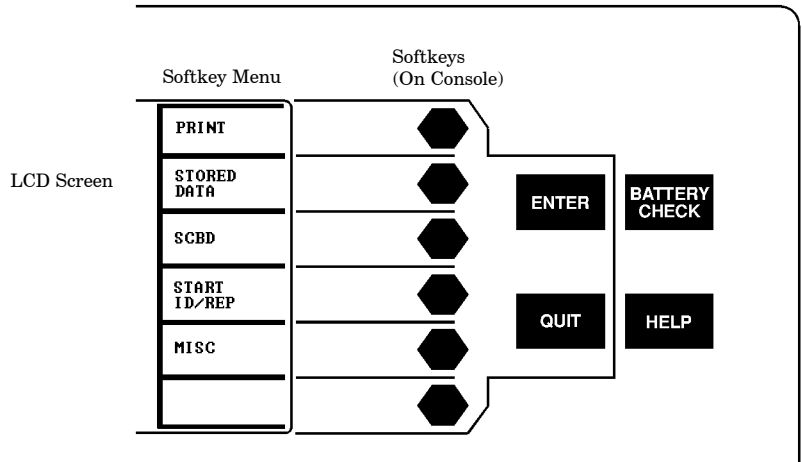 Softkeys
(On Console)
Softkey Menu
LCD Screen
PRINT
STORED
DATA
SCBD
START
ID/REP
MISC
ENTER
BATTERY
CHECK
QUIT
HELP